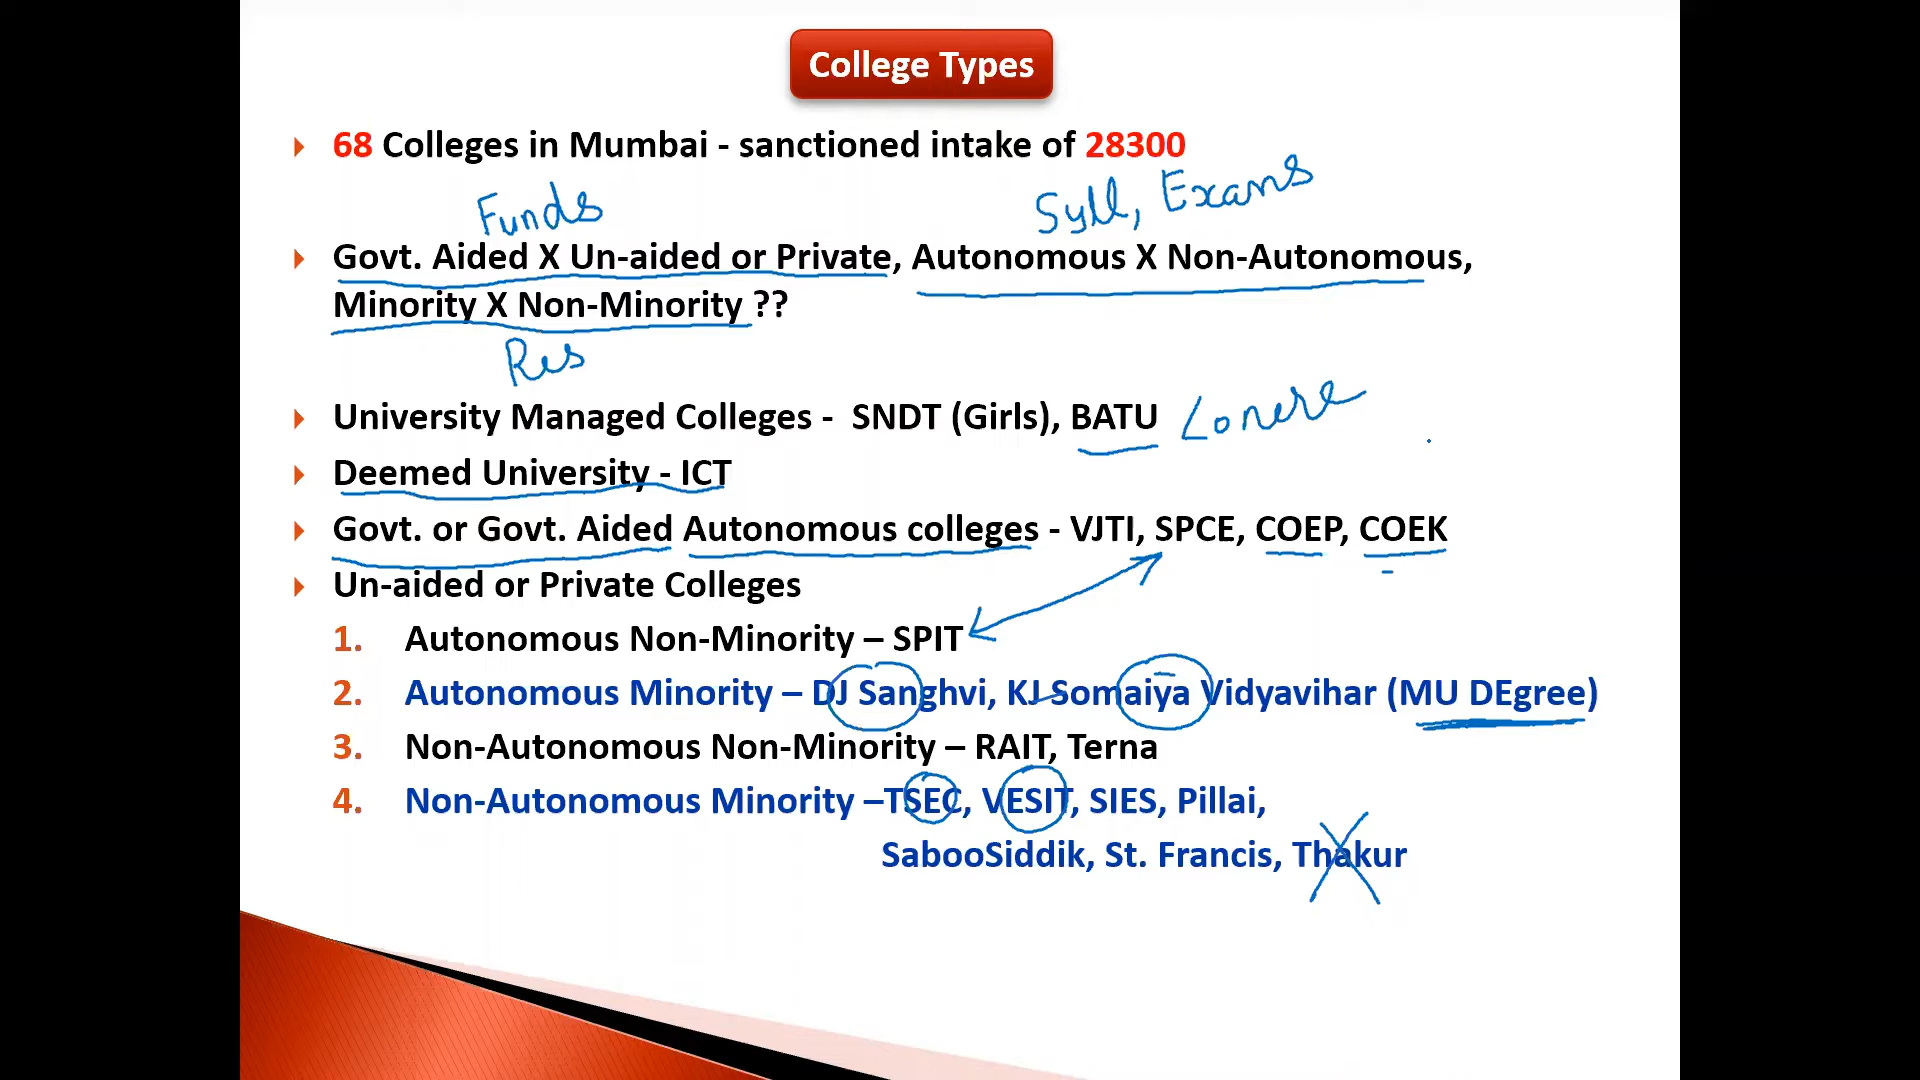 College Types
68 Colleges in Mumbai - sanctioned intake of 28300
Funds
Syll, Exams
Govt. Aided X Un-aided or Private, Autonomous X Non-Autonomous,
Minority X Non-Minority ??
Res
University Managed Colleges - SNDT (Girls), BATU Lonere
Deemed University - ICT
Govt. or Govt. Aided Autonomous colleges - VJTI, SPCE, COEP, COEK
Un-aided or Private Colleges
1. Autonomous Non-Minority – SPIT
2. Autonomous Minority – DJ Sanghvi, KJ Somaiya Vidyavihar (MU DEgree)
3. Non-Autonomous Non-Minority – RAIT, Terna
4. Non-Autonomous Minority –TSEC, VESIT, SIES, Pillai,
SabooSiddik, St. Francis, Thakur